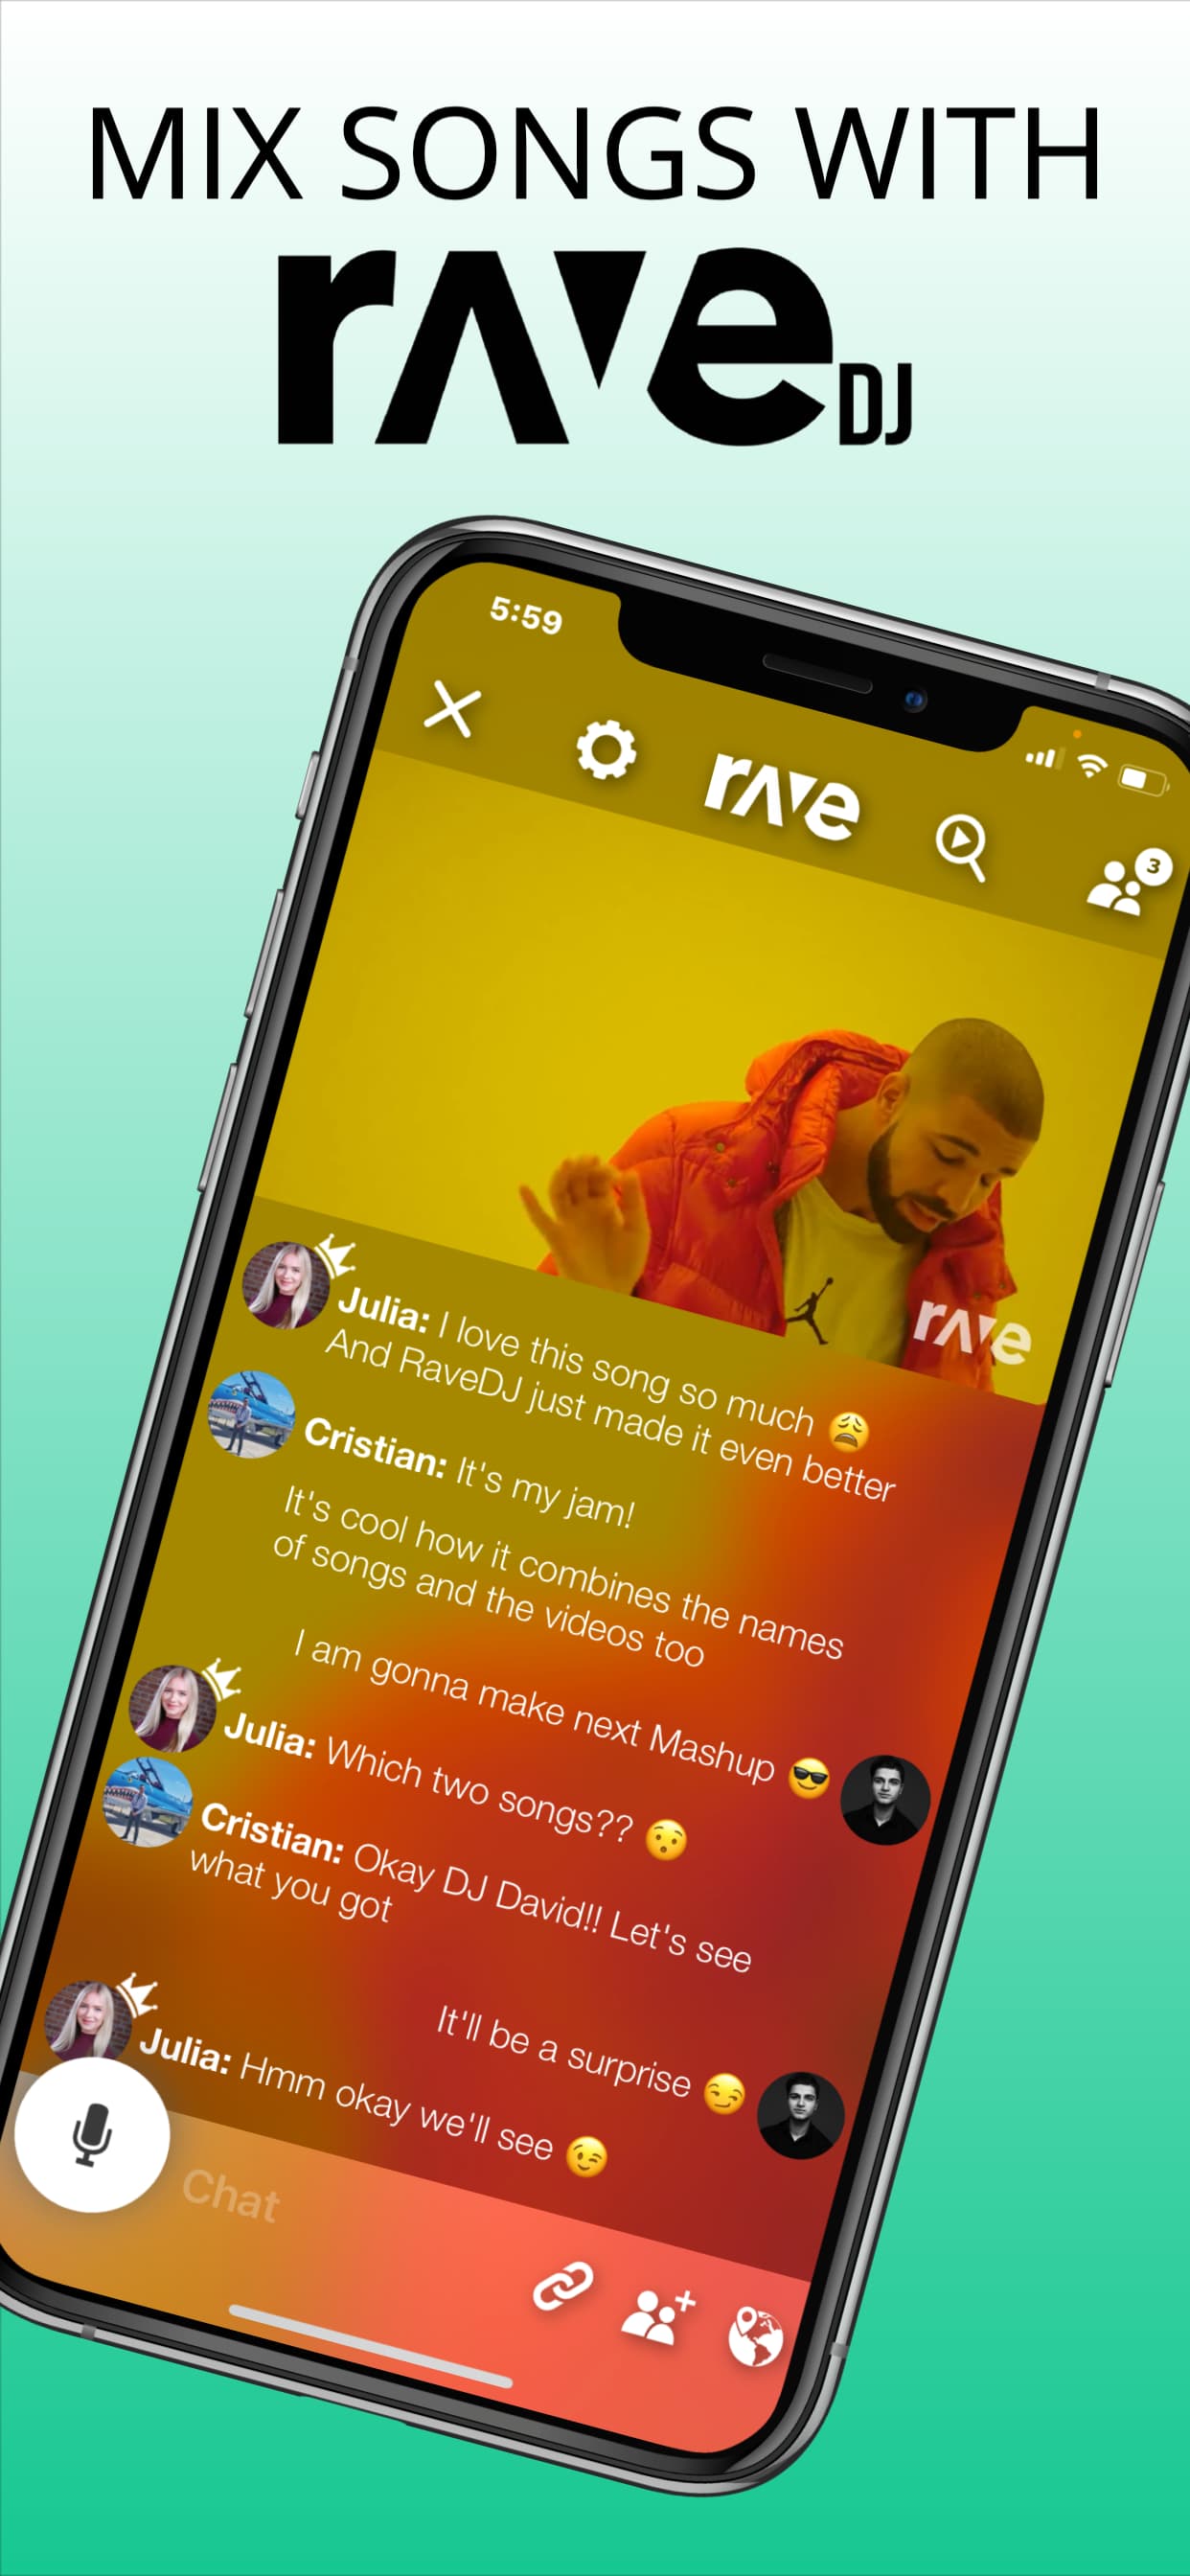 MIX SONGS WITH
rave DJ
5:59
rave
3
rave
Julia: I love this song so much 😩
And RaveDJ just made it even better
Cristian: It's my jam!
It's cool how it combines the names
of songs and the videos too
I am gonna make next Mashup 😎
Julia: Which two songs?? 😯
Cristian: Okay DJ David!! Let's see
what you got
It'll be a surprise 😏
Julia: Hmm okay we'll see 😉
Chat